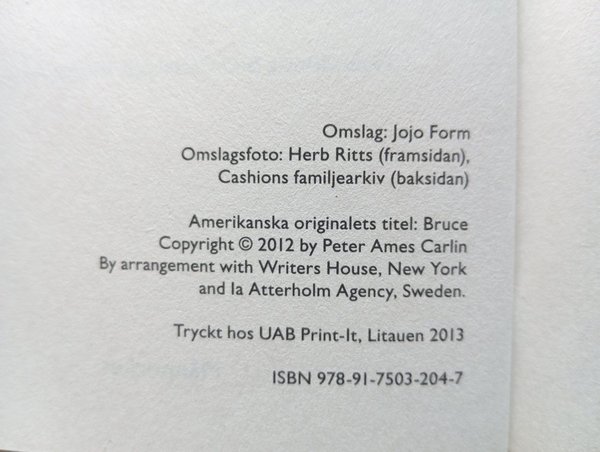 Omslag: Jojo Form
Omslagsfoto: Herb Ritts (framsidan),
Cashions familjearkiv (baksidan)
Amerikanska originalets titel: Bruce
Copyright © 2012 by Peter Ames Carlin
By arrangement with Writers House, New York
and Ia Atterholm Agency, Sweden.
Tryckt hos UAB Print-It, Litauen 2013
ISBN 978-91-7503-204-7